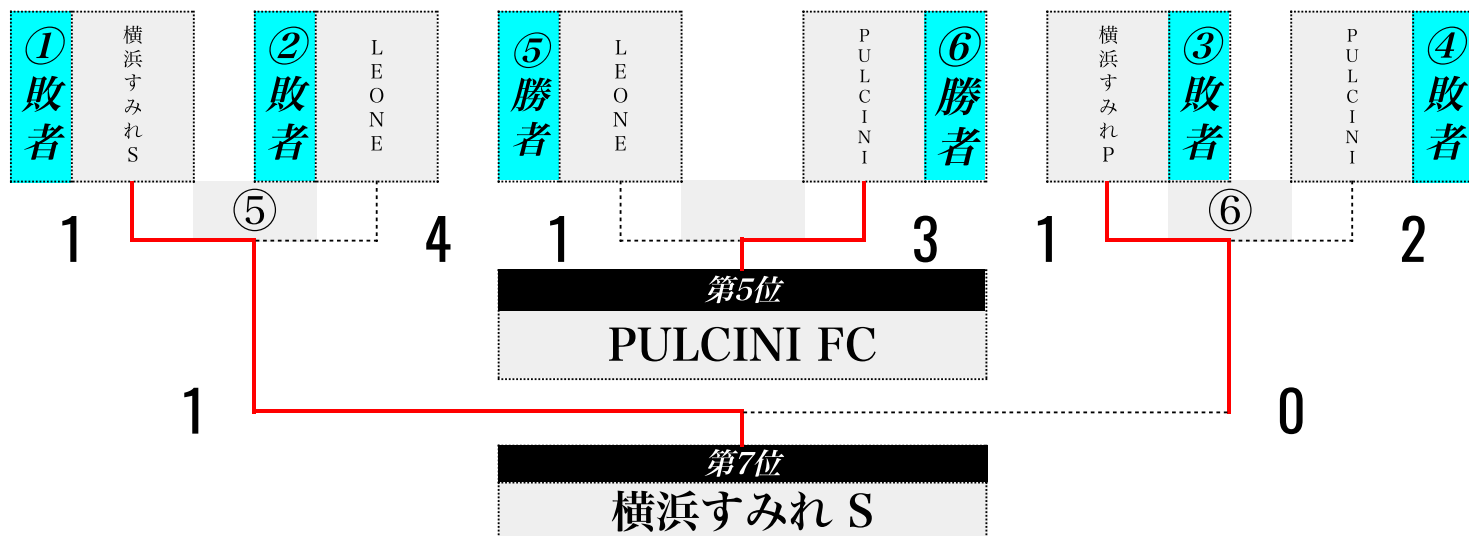 ①敗者
横浜すみれS
②敗者
LEONE
⑤勝者
LEONE
PULCINI
⑥勝者
横浜すみれP
③敗者
PULCINI
④敗者
⑤
⑥
1
4
1
3
1
2
第5位
PULCINI FC
1
0
第7位
横浜すみれ S